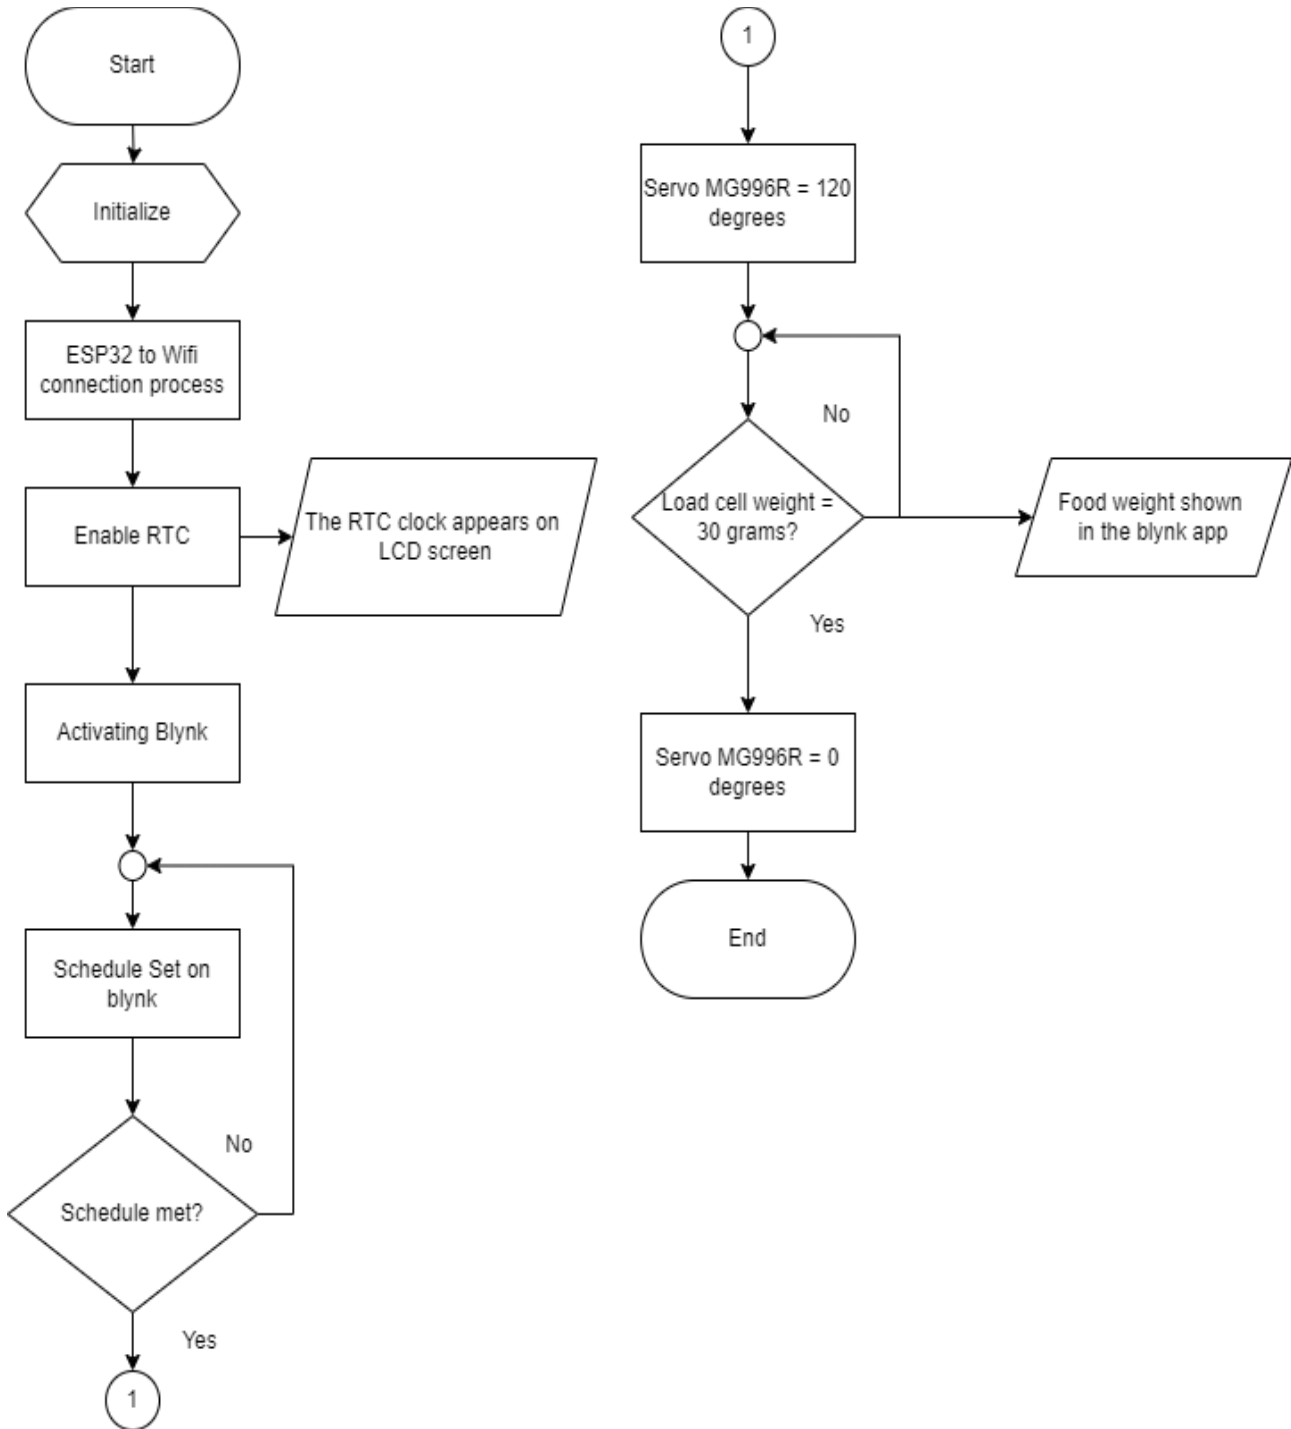 Start
Initialize
ESP32 to Wifi
connection process
Enable RTC
The RTC clock appears on
LCD screen
Activating Blynk
Schedule Set on
blynk
No
Schedule met?
Yes
1
1
Servo MG996R = 120
degrees
No
Load cell weight =
30 grams?
Food weight shown
in the blynk app
Yes
Servo MG996R = 0
degrees
End